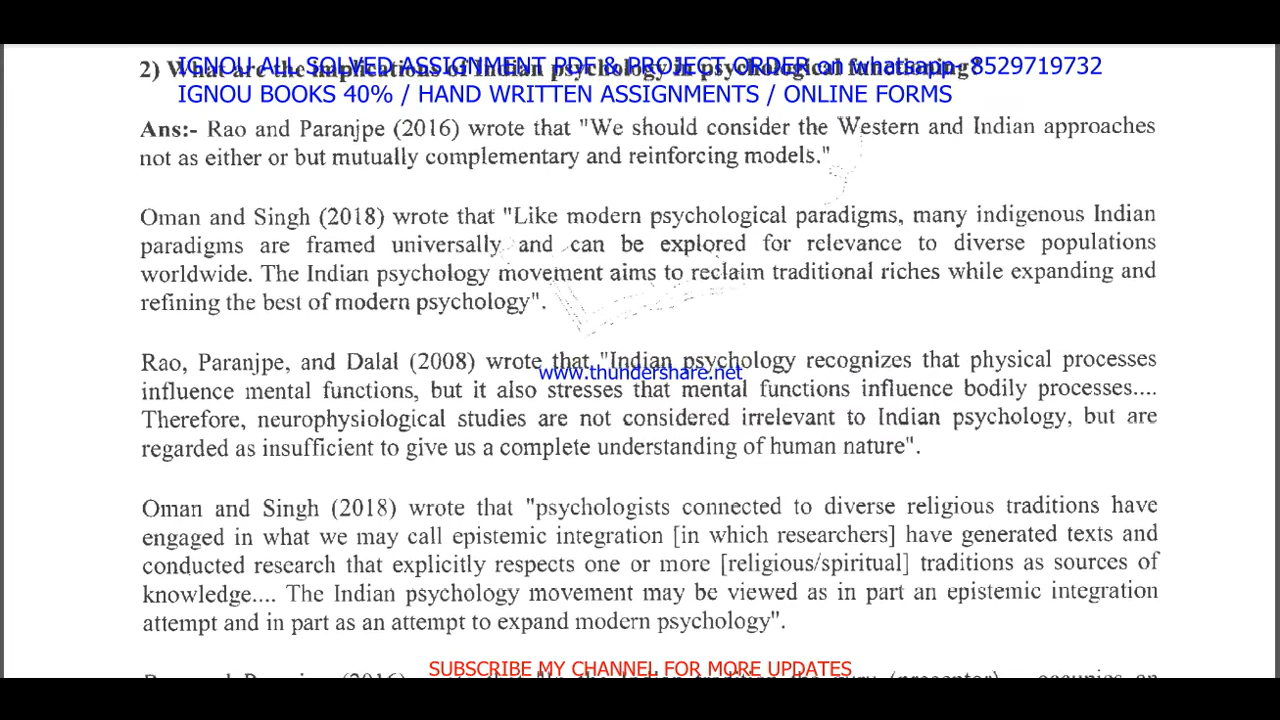 IGNOU ALL SOLVED ASSIGNMENT PDF & PROJECT ORDER on whatsapp- 8529719732
2) What are the implications of Indian psychology in psychological functioning?
IGNOU BOOKS 40% / HAND WRITTEN ASSIGNMENTS / ONLINE FORMS
Ans:- Rao and Paranjpe (2016) wrote that "We should consider the Western and Indian approaches
not as either or but mutually complementary and reinforcing models."
Oman and Singh (2018) wrote that "Like modern psychological paradigms, many indigenous Indian
paradigms are framed universally and can be explored for relevance to diverse populations
worldwide. The Indian psychology movement aims to reclaim traditional riches while expanding and
refining the best of modern psychology".
Rao, Paranjpe, and Dalal (2008) wrote that "Indian psychology recognizes that physical processes
www.thundershare.net
influence mental functions, but it also stresses that mental functions influence bodily processes....
Therefore, neurophysiological studies are not considered irrelevant to Indian psychology, but are
regarded as insufficient to give us a complete understanding of human nature".
Oman and Singh (2018) wrote that "psychologists connected to diverse religious traditions have
engaged in what we may call epistemic integration [in which researchers] have generated texts and
conducted research that explicitly respects one or more [religious/spiritual] traditions as sources of
knowledge.... The Indian psychology movement may be viewed as in part an epistemic integration
attempt and in part as an attempt to expand modern psychology".
SUBSCRIBE MY CHANNEL FOR MORE UPDATES